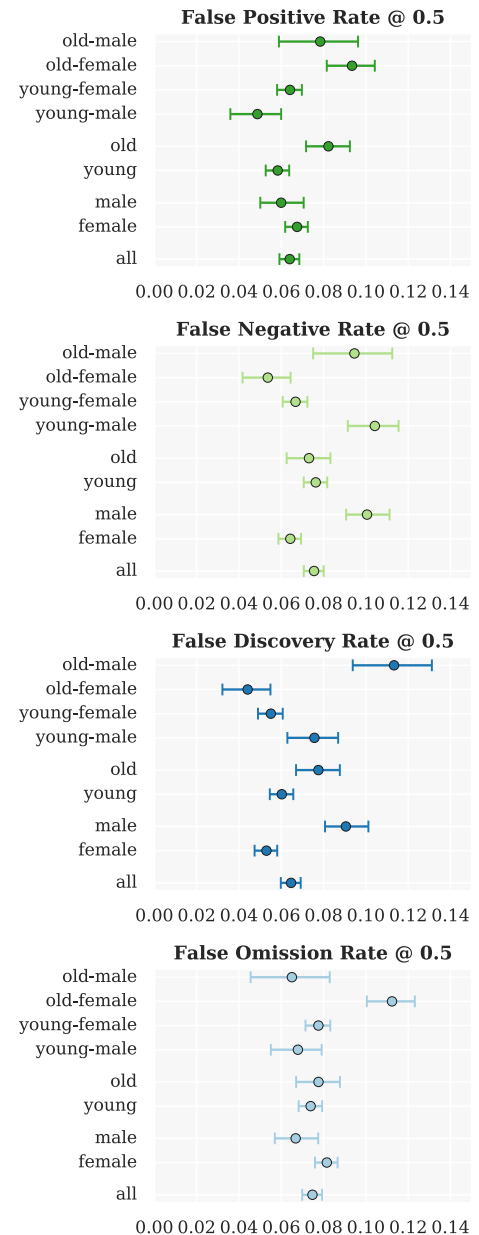 False Positive Rate @ 0.5
old-male
old-female
young-female
young-male
old
young
male
female
all
0.00 0.02 0.04 0.06 0.08 0.10 0.12 0.14
False Negative Rate @ 0.5
old-male
old-female
young-female
young-male
old
young
male
female
all
0.00 0.02 0.04 0.06 0.08 0.10 0.12 0.14
False Discovery Rate @ 0.5
old-male
old-female
young-female
young-male
old
young
male
female
all
0.00 0.02 0.04 0.06 0.08 0.10 0.12 0.14
False Omission Rate @ 0.5
old-male
old-female
young-female
young-male
old
young
male
female
all
0.00 0.02 0.04 0.06 0.08 0.10 0.12 0.14